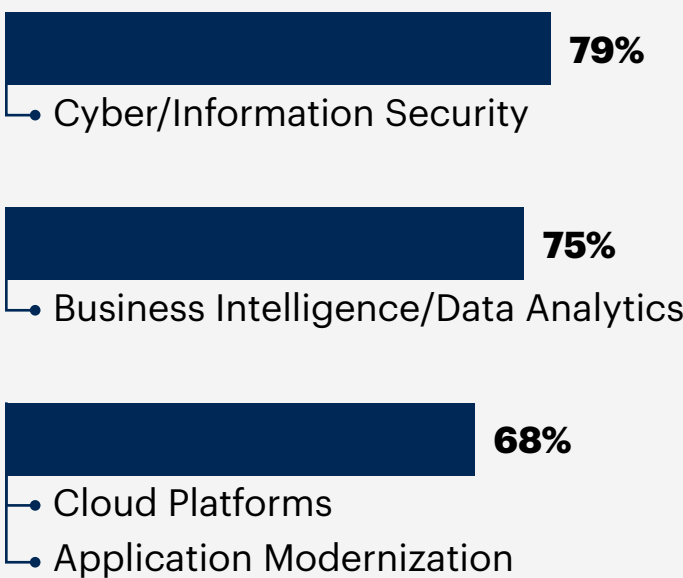 79%
Cyber/Information Security
75%
Business Intelligence/Data Analytics
68%
Cloud Platforms
Application Modernization